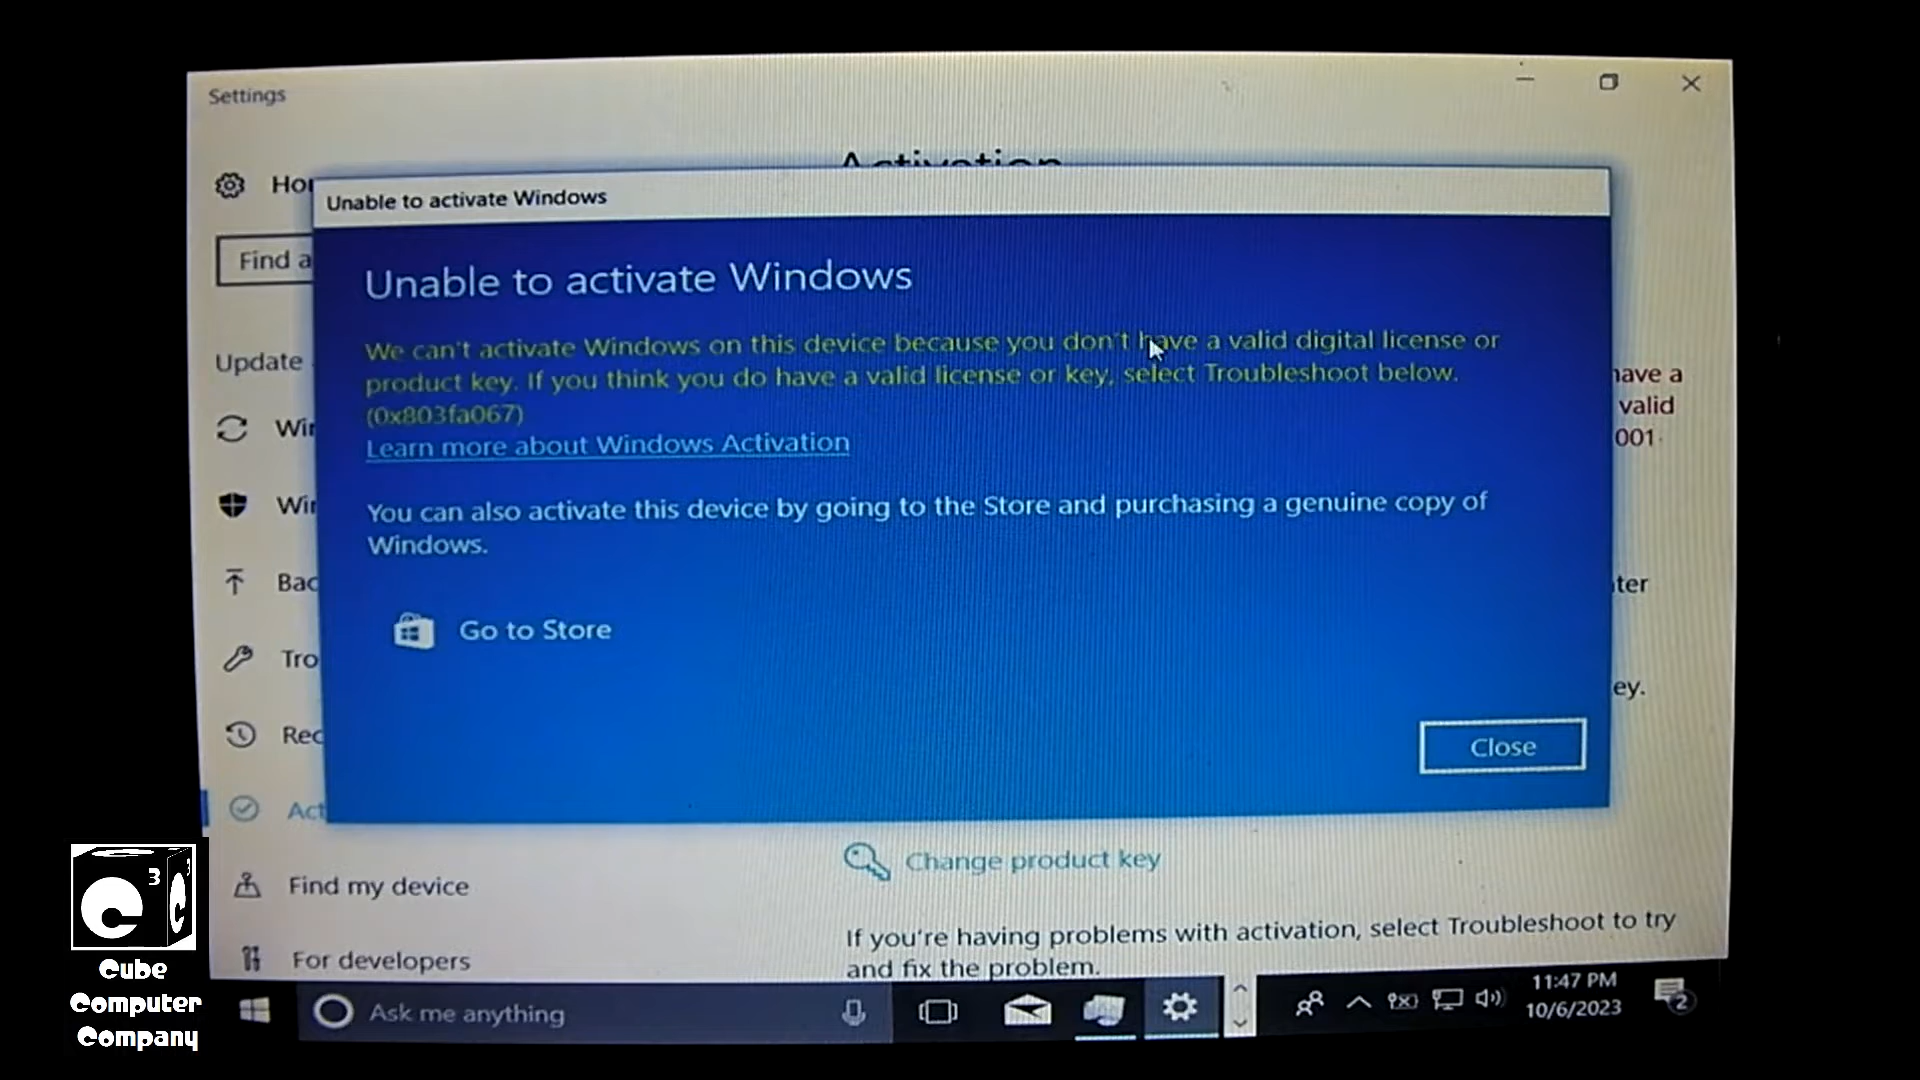 Settings
Activation
Unable to activate Windows
Find a
Unable to activate Windows
We can't activate Windows on this device because you don't have a valid digital license or
product key. If you think you do have a valid license or key, select Troubleshoot below.
(0x803fa067)
Learn more about Windows Activation
You can also activate this device by going to the Store and purchasing a genuine copy of
Windows.
Go to Store
Close
Update
have a
valid
001
Change product key
Find my device
For developers
If you're having problems with activation, select Troubleshoot to try
and fix the problem.
Ask me anything
11:47 PM
10/6/2023
2
Cube
Computer
Company